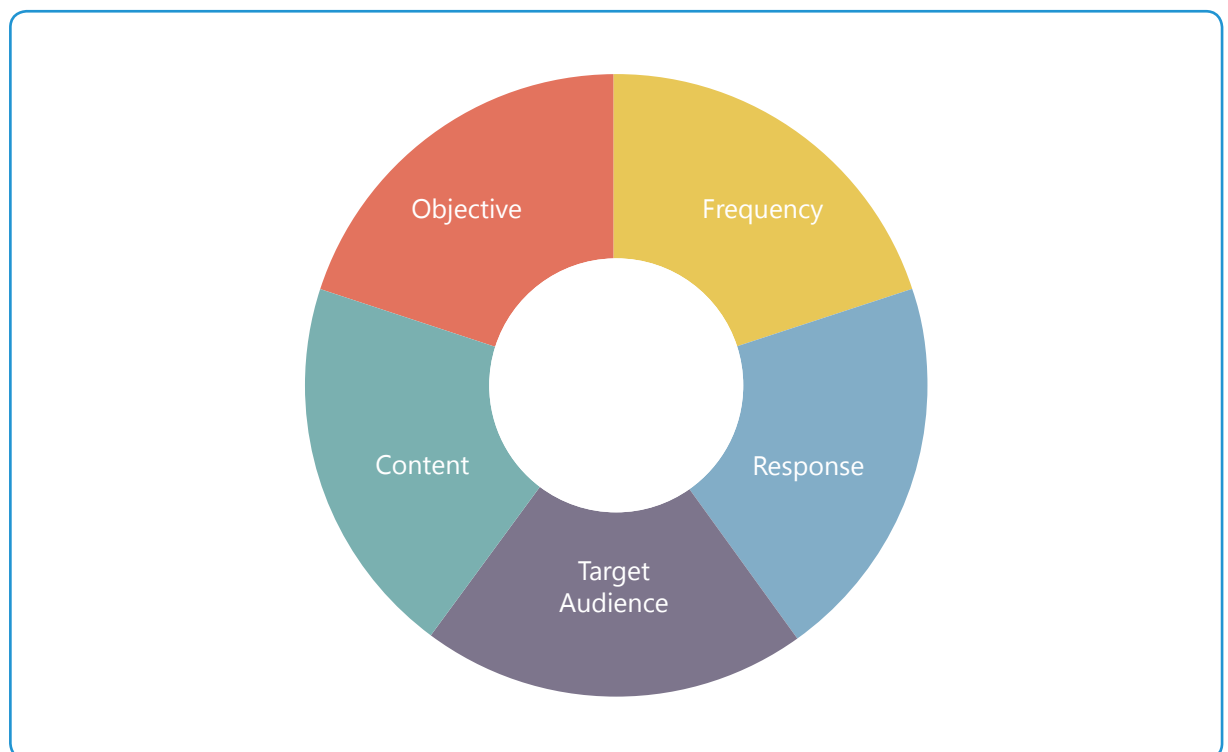 Objective
Frequency
Content
Response
Target
Audience